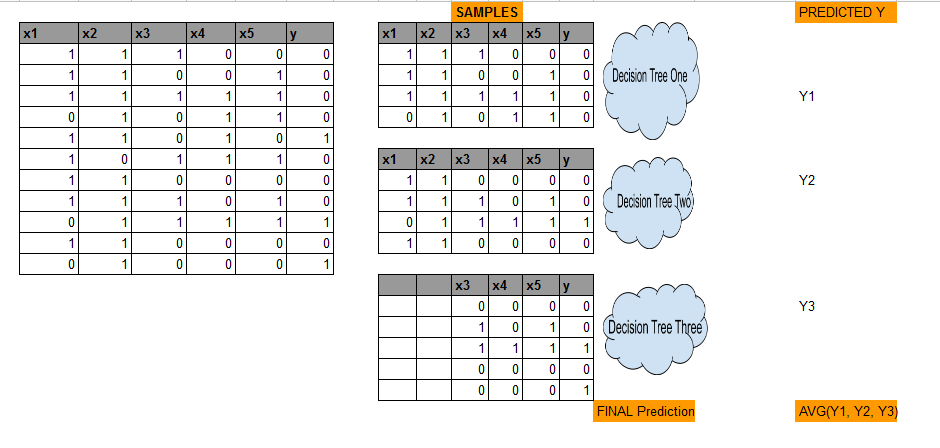 x1 x2 x3 x4 x5 y
1 1 1 0 0 0
1 1 0 0 1 0
1 1 1 1 1 0
0 1 0 1 1 0
1 1 0 1 0 1
1 0 1 1 1 0
1 1 0 0 0 0
1 1 1 0 1 0
0 1 1 1 1 1
1 1 0 0 0 0
0 1 0 0 0 1
SAMPLES
x1 x2 x3 x4 x5 y
1 1 1 0 0 0
1 1 0 0 1 0
1 1 1 1 1 0
0 1 0 1 1 0
Decision Tree One
x1 x2 x3 x4 x5 y
1 1 0 0 0 0
1 1 1 0 1 0
0 1 1 1 1 1
1 1 0 0 0 0
Decision Tree Two
x3 x4 x5 y
0 0 0 0
1 0 1 0
1 1 1 1
0 0 0 0
0 0 0 1
Decision Tree Three
PREDICTED Y
Y1
Y2
Y3
FINAL Prediction
AVG(Y1, Y2, Y3)